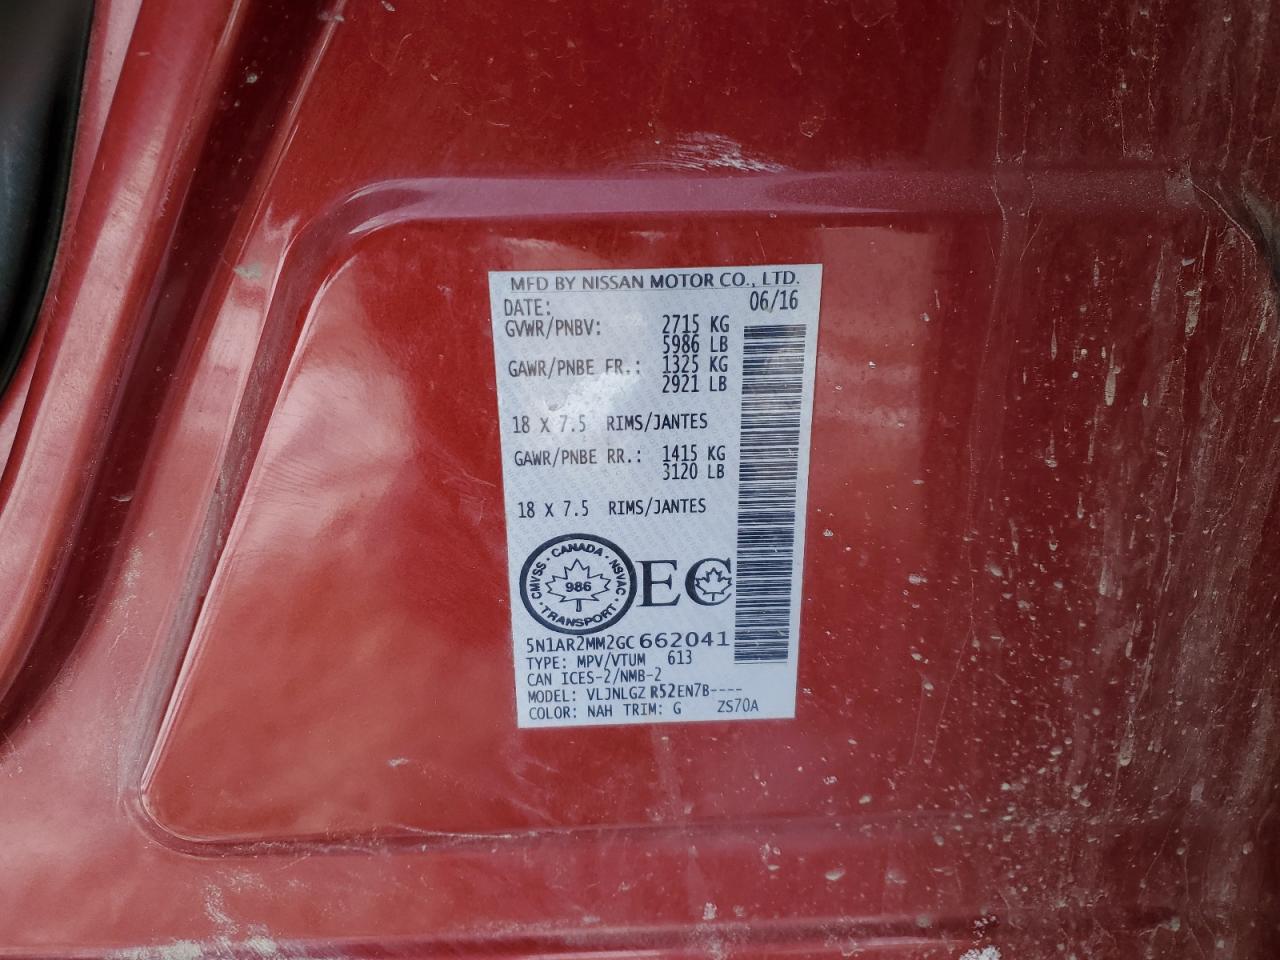 MFD BY NISSAN MOTOR CO., LTD.
DATE: 06/16
GVWR/PNBV: 2715 KG
5986 LB
GAWR/PNBE FR.: 1325 KG
2921 LB
18 X 7.5 RIMS/JANTES
GAWR/PNBE RR.: 1415 KG
3120 LB
18 X 7.5 RIMS/JANTES
CMVSS · CANADA · NSVAC · TRANSPORT ·
986
EC
5N1AR2MM2GC662041
TYPE: MPV/VTUM 613
CAN ICES-2/NMB-2
MODEL: VLJNLGZ R52EN7B----
COLOR: NAH TRIM: G ZS70A